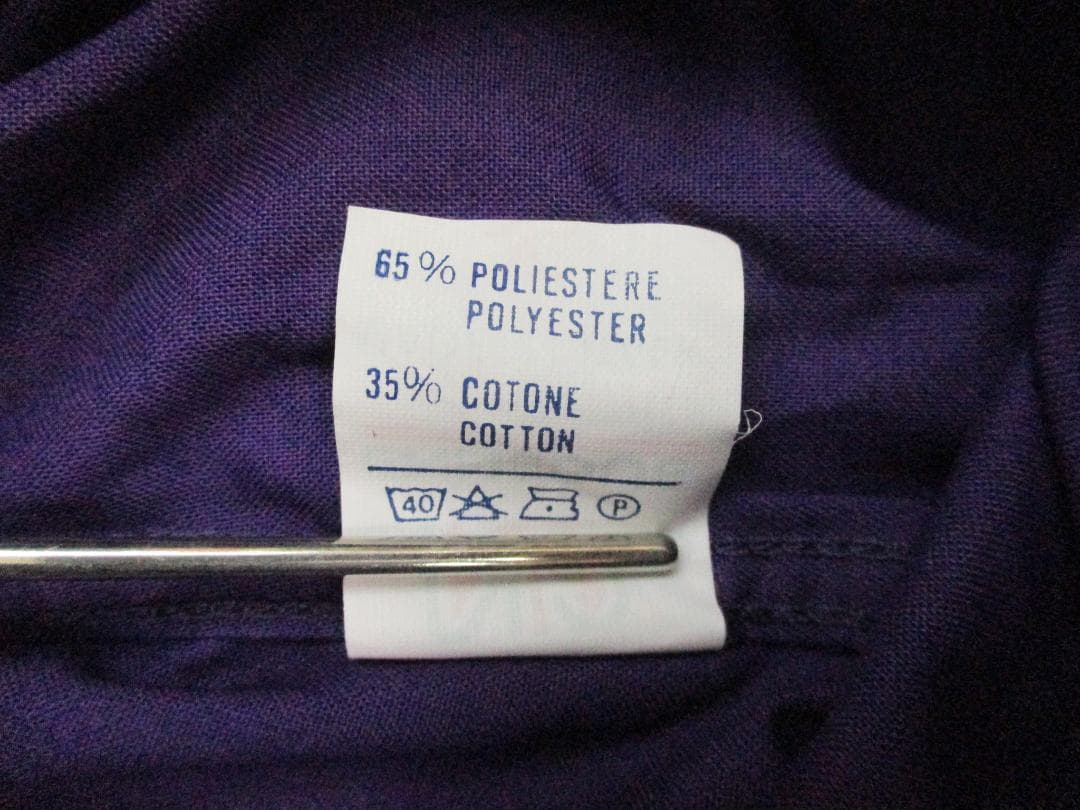 65% POLIESTERE
POLYESTER
35% COTONE
COTTON
40 P